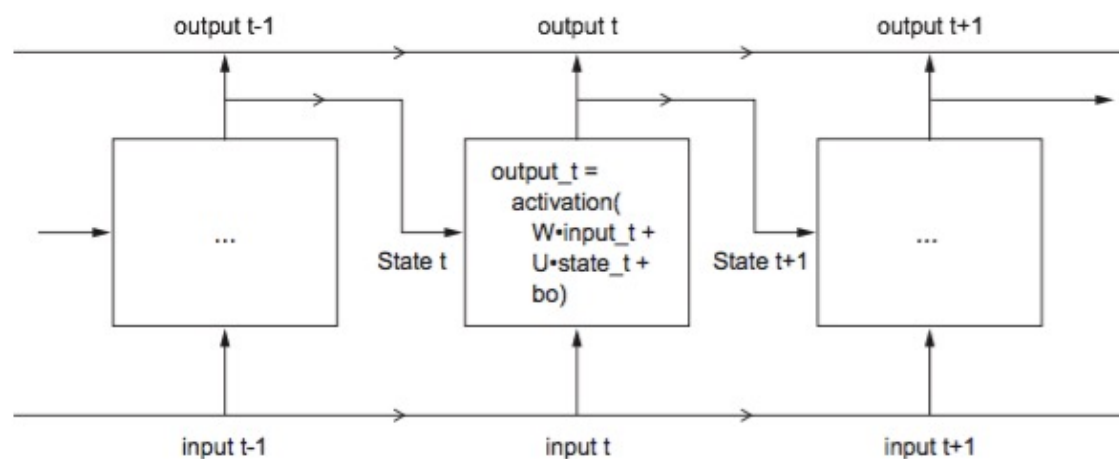 output t-1
output t
output t+1
output_t =
activation(
W•input_t +
U•state_t +
bo)
...
...
State t
State t+1
input t-1
input t
input t+1